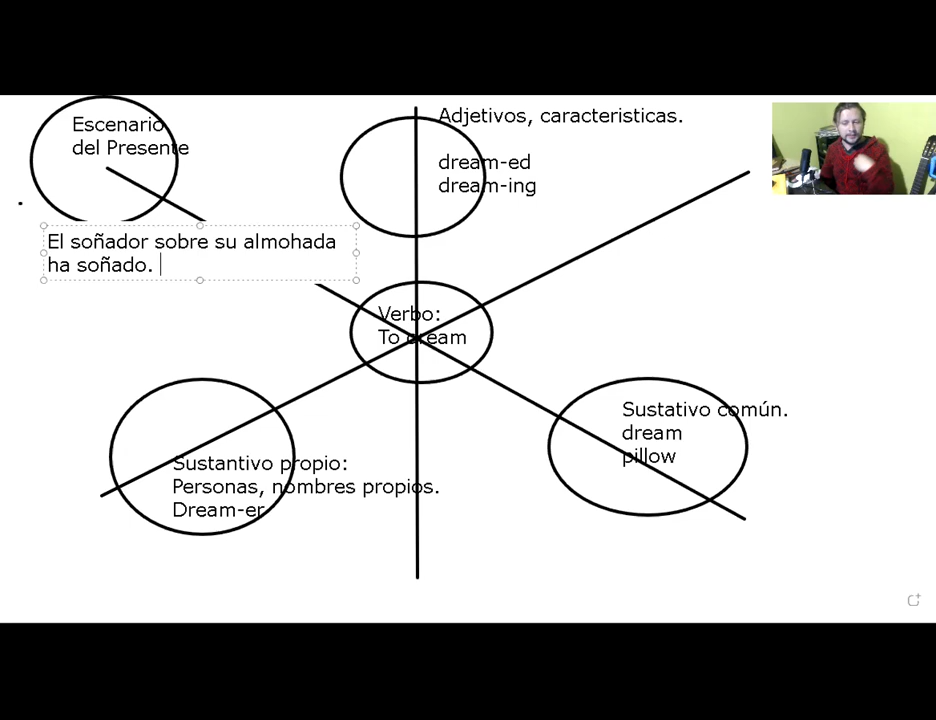 Escenario
del Presente
Adjetivos, caracteristicas.
dream-ed
dream-ing
El soñador sobre su almohada
ha soñado.
Verbo:
To dream
Sustativo común.
dream
pillow
Sustantivo propio:
Personas, nombres propios.
Dream-er